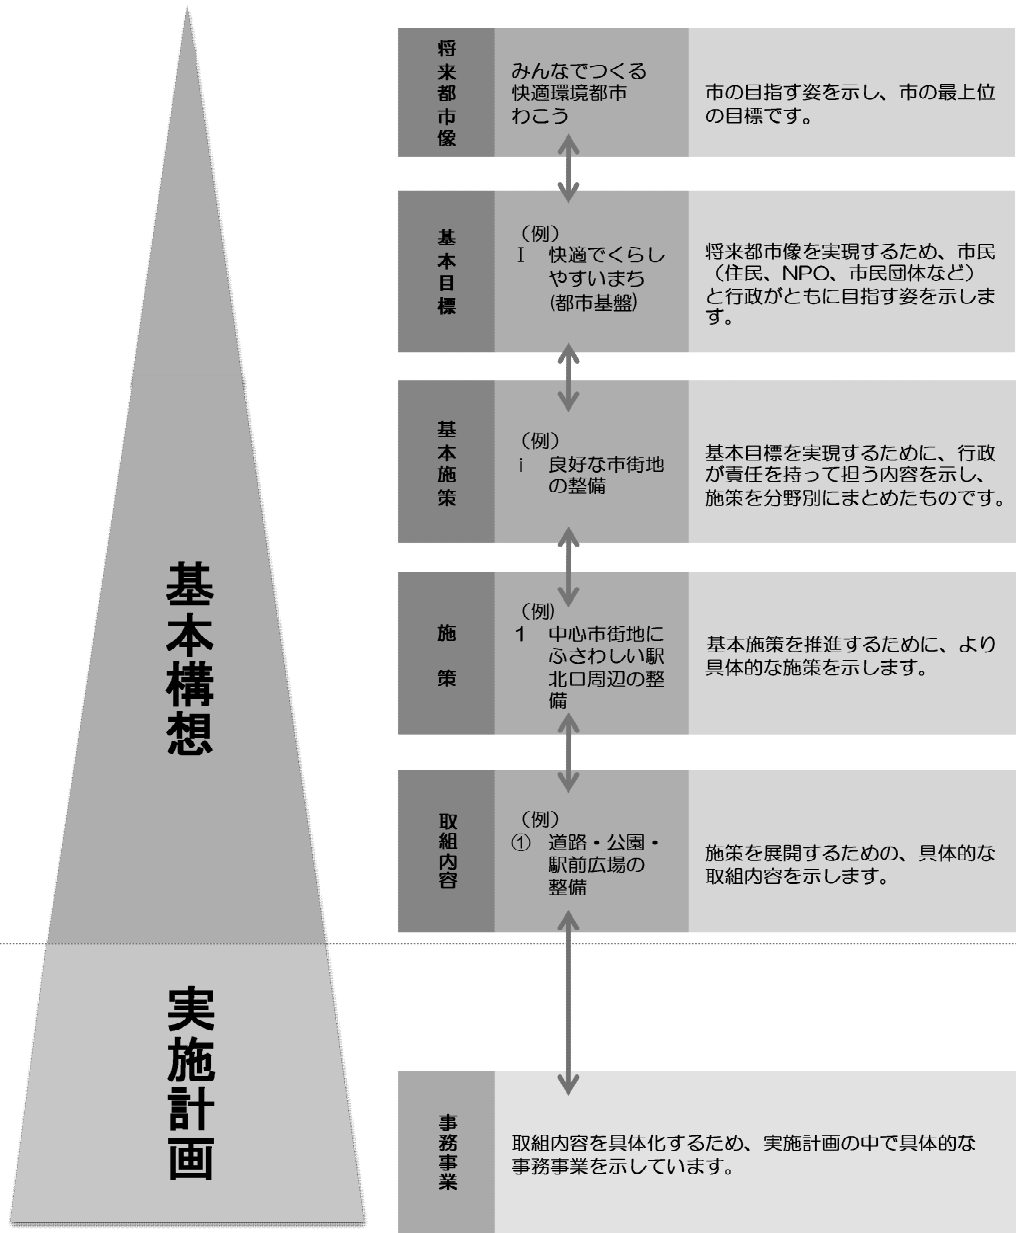 将来都市像
みんなでつくる
快適環境都市
わこう
市の目指す姿を示し、市の最上位
の目標です。
基本目標
（例）
Ⅰ 快適でくらし
やすいまち
(都市基盤)
将来都市像を実現するため、市民
（住民、NPO、市民団体など）
と行政がともに目指す姿を示しま
す。
基本施策
（例）
ⅰ 良好な市街地
の整備
基本目標を実現するために、行政
が責任を持って担う内容を示し、
施策を分野別にまとめたものです。
基本構想
施策
（例）
1 中心市街地に
ふさわしい駅
北口周辺の整
備
基本施策を推進するために、より
具体的な施策を示します。
取組内容
（例）
① 道路・公園・
駅前広場の
整備
施策を展開するための、具体的な
取組内容を示します。
実施計画
事務事業
取組内容を具体化するため、実施計画の中で具体的な
事務事業を示しています。